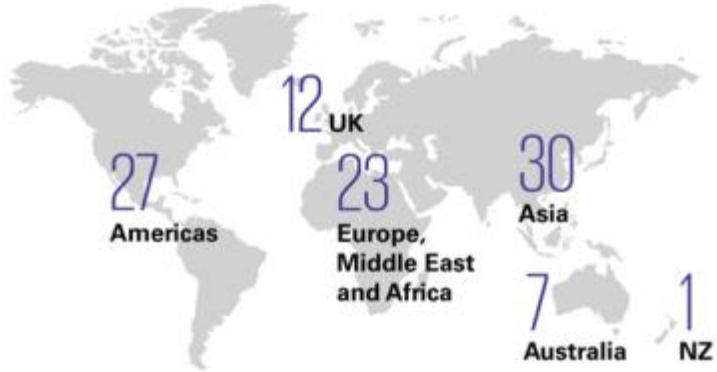 12 UK
27
Americas
23
Europe,
Middle East
and Africa
30
Asia
7
Australia
1
NZ